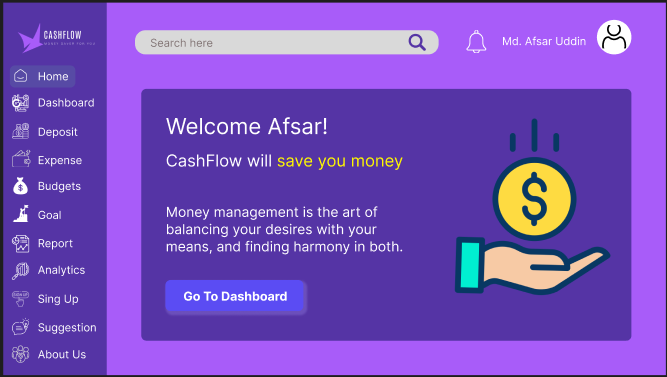 CASHFLOW
MONEY SAVER FOR YOU
Home
Dashboard
Deposit
Expense
Budgets
Goal
Report
Analytics
Sing Up
Suggestion
About Us
Search here
Md. Afsar Uddin
Welcome Afsar!
CashFlow will save you money
Money management is the art of
balancing your desires with your
means, and finding harmony in both.
Go To Dashboard
$